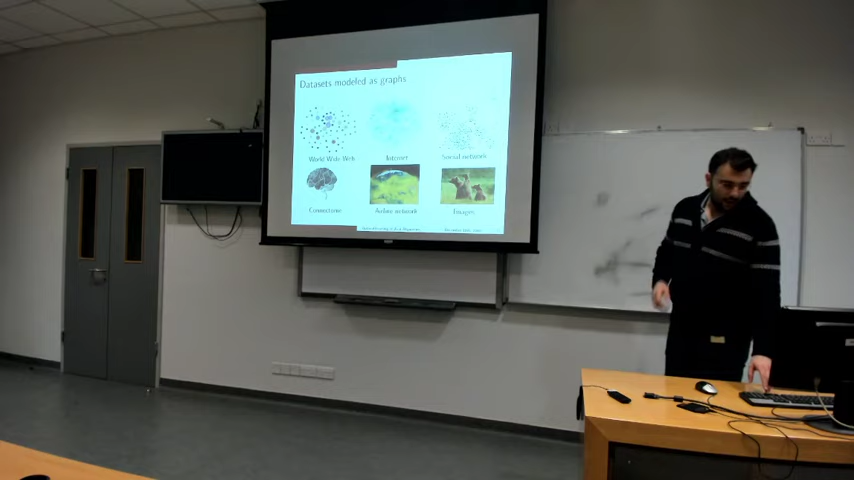 Datasets modeled as graphs
World Wide Web
Internet
Social network
Connectome
Airline network
Images